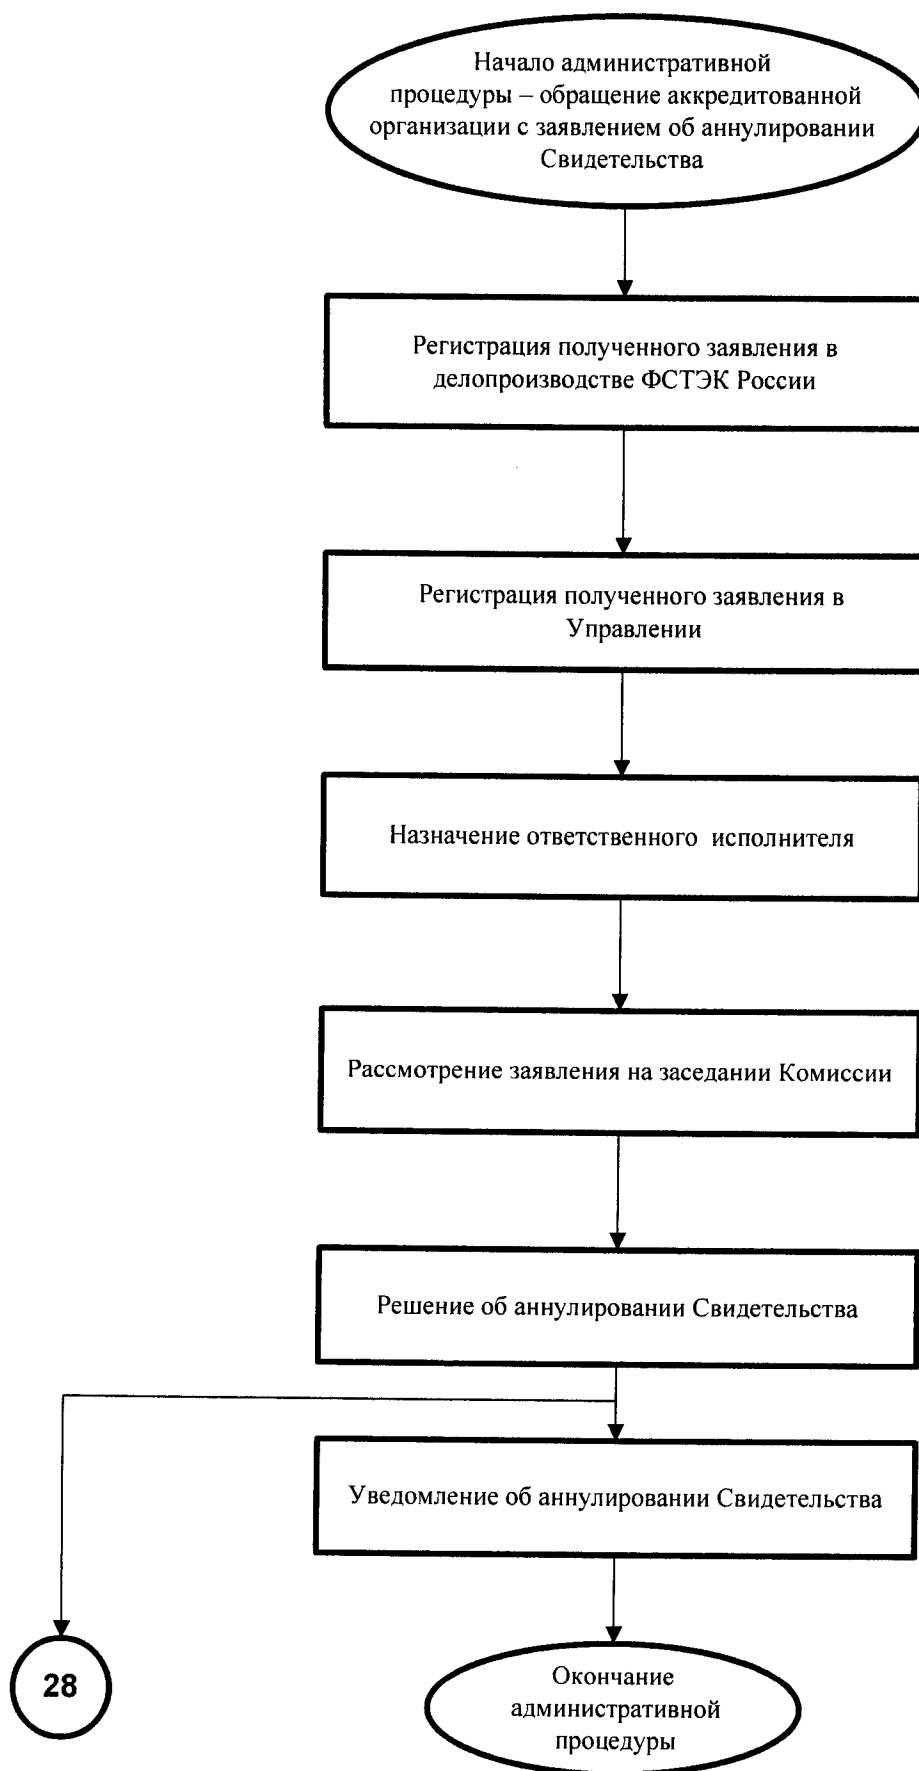 Начало административной
процедуры – обращение аккредитованной
организации с заявлением об аннулировании
Свидетельства
Регистрация полученного заявления в
делопроизводстве ФСТЭК России
Регистрация полученного заявления в
Управлении
Назначение ответственного исполнителя
Рассмотрение заявления на заседании Комиссии
Решение об аннулировании Свидетельства
Уведомление об аннулировании Свидетельства
28
Окончание
административной
процедуры